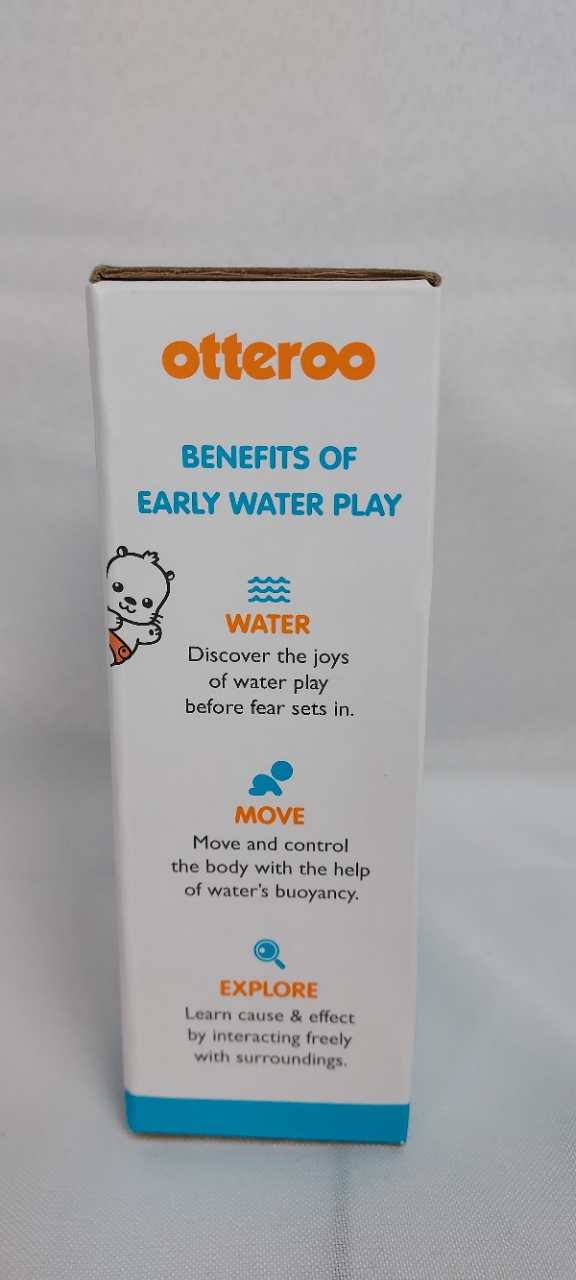 otteroo
BENEFITS OF
EARLY WATER PLAY
WATER
Discover the joys
of water play
before fear sets in.
MOVE
Move and control
the body with the help
of water's buoyancy.
EXPLORE
Learn cause & effect
by interacting freely
with surroundings.